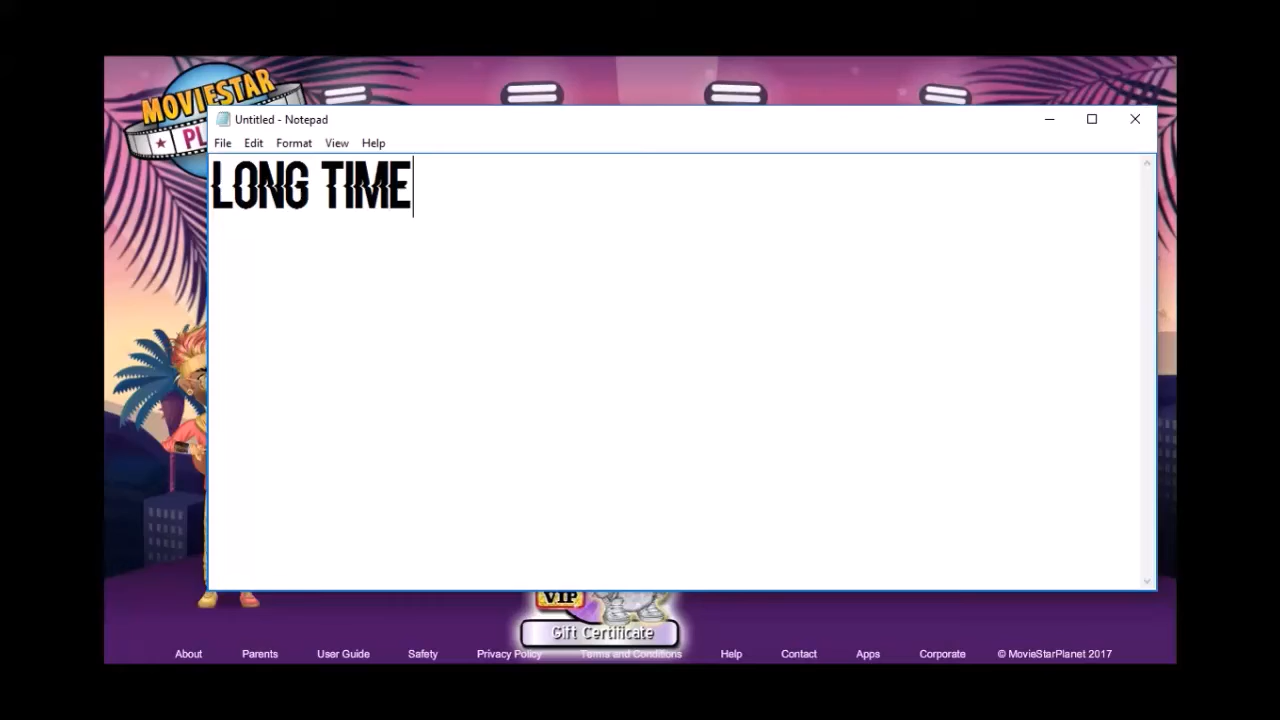 MOVIESTAR
PL
Untitled - Notepad
File Edit Format View Help
LONG TIME
VIP
Gift Certificate
About Parents User Guide Safety Privacy Policy Terms and Conditions Help Contact Apps Corporate © MovieStarPlanet 2017